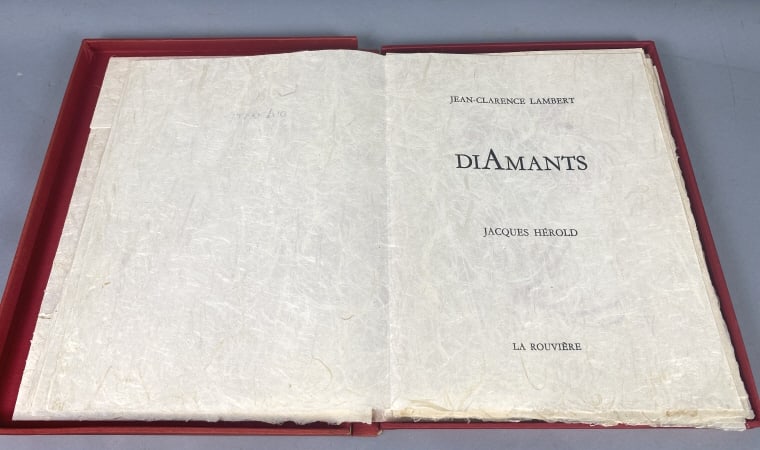 JEAN-CLARENCE LAMBERT
DIAMANTS
JACQUES HÉROLD
LA ROUVIÈRE